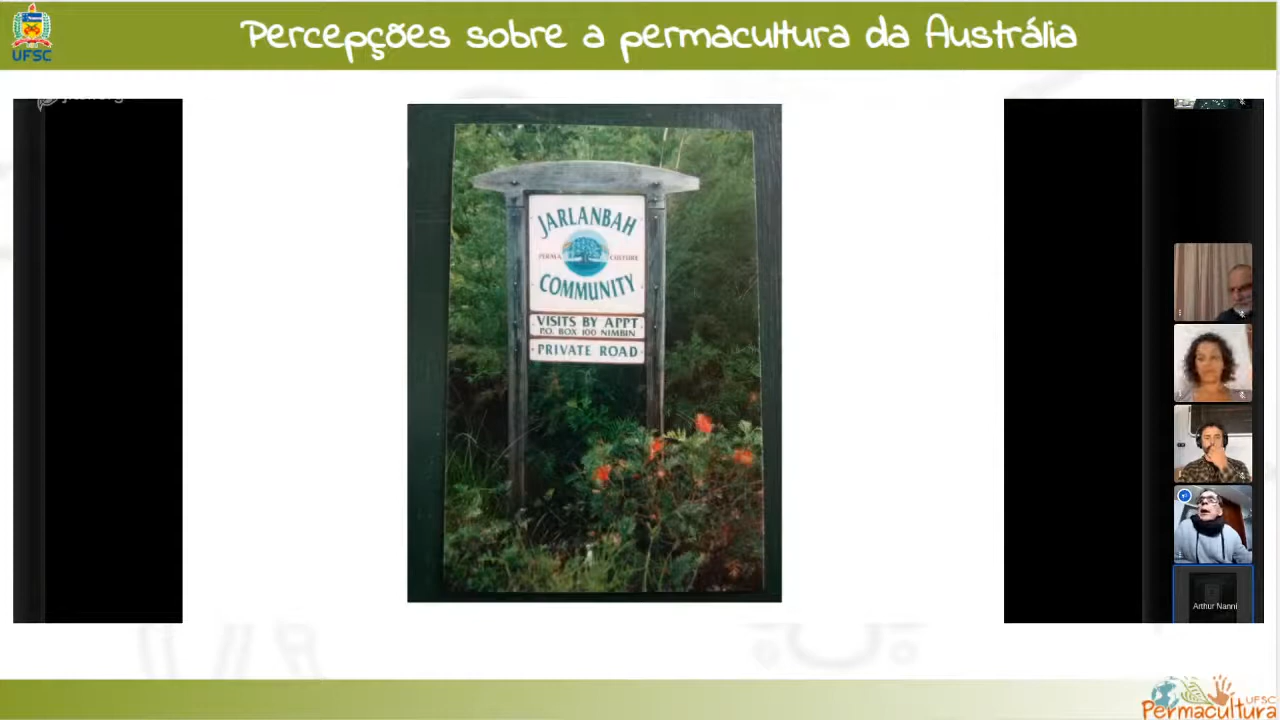 UFSC
Percepções sobre a permacultura da Austrália
JARLANBAH
PERMA CULTURE
COMMUNITY
VISITS BY APPT
P.O. BOX 100 NIMBIN
PRIVATE ROAD
Arthur Nanni
UFSC
Permacultura